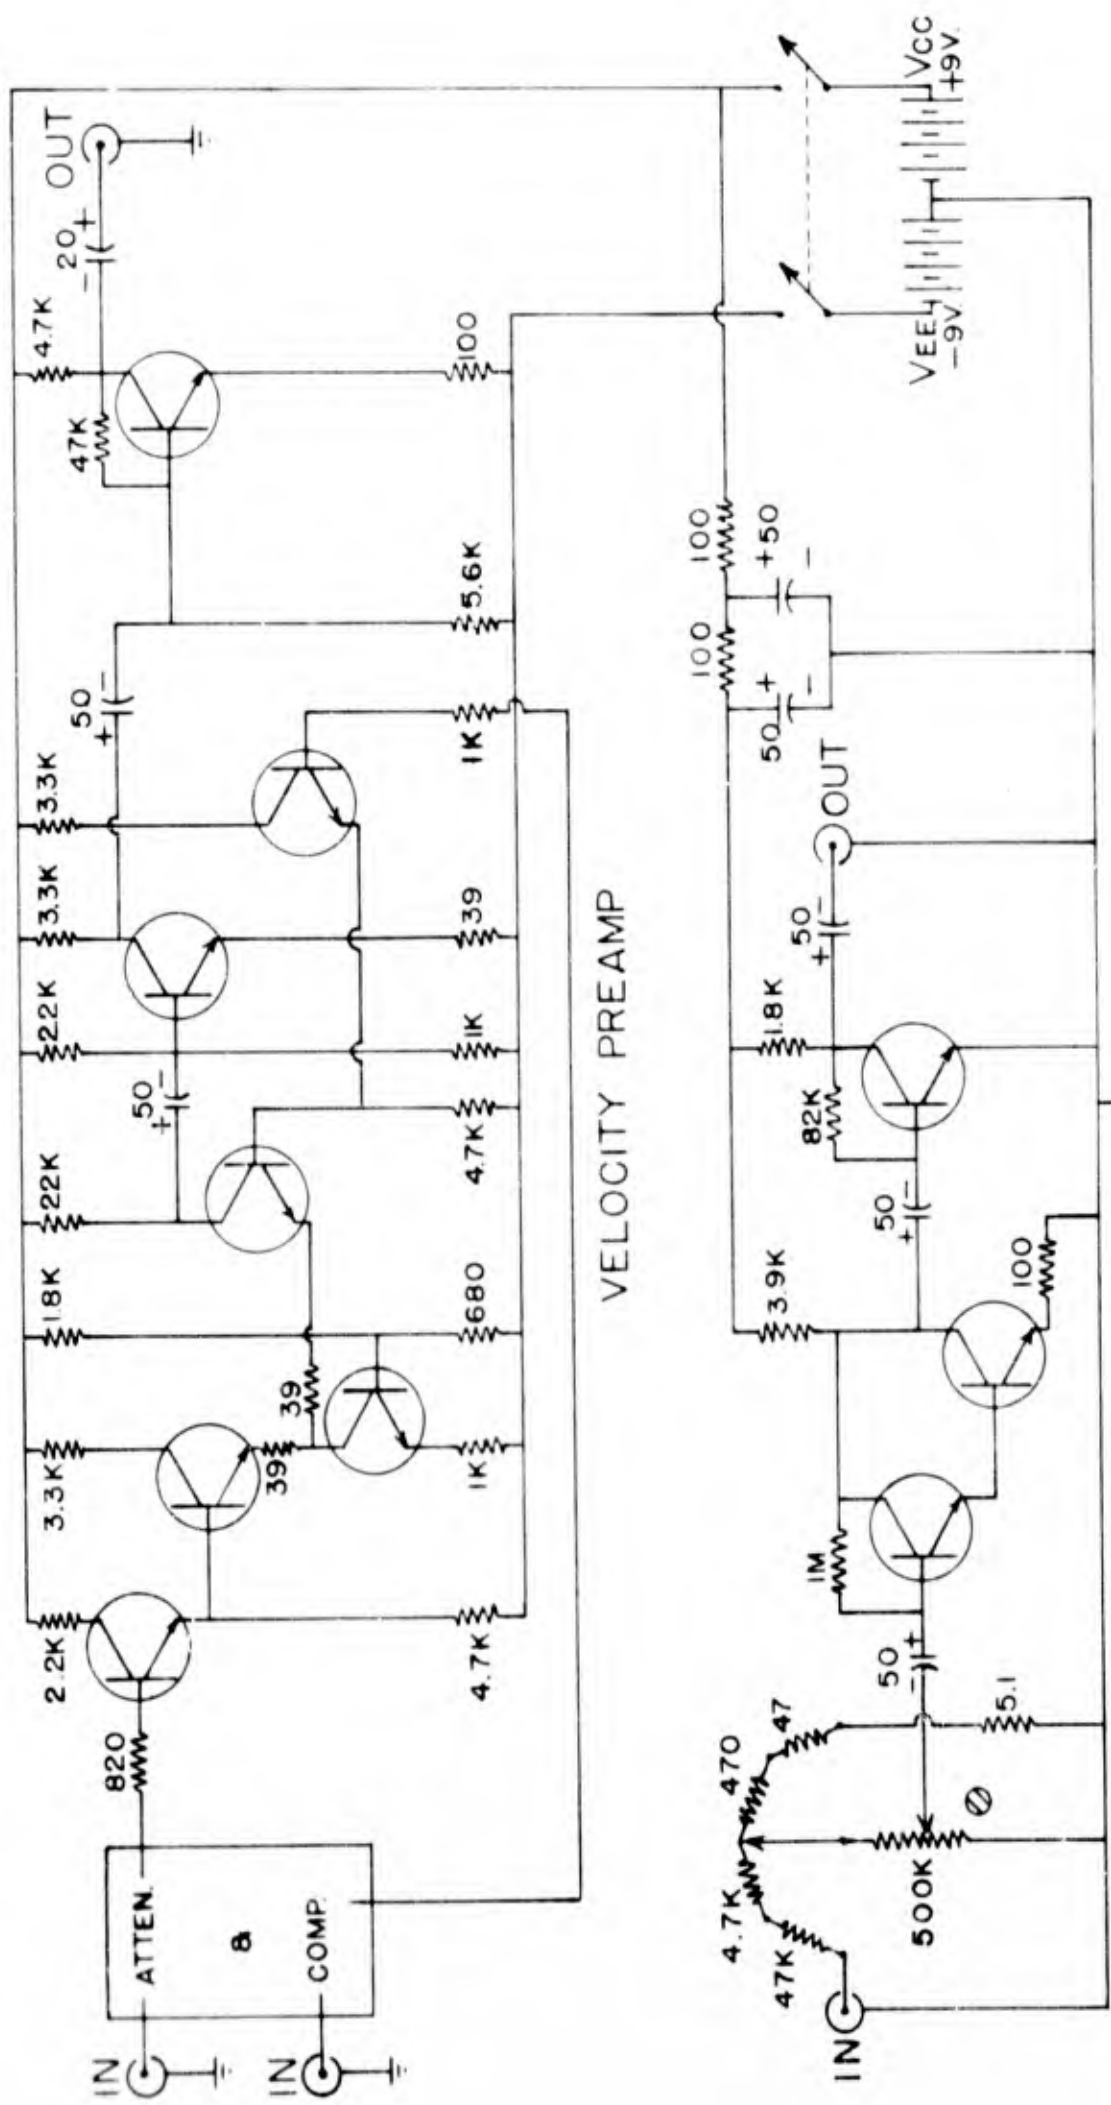 2.2K
3.3K
1.8K
22K
22K
3.3K
3.3K
4.7K
OUT
820
+ 50 −
+ 50 −
47K
− 20 +
IN
ATTEN.
&
COMP.
IN
39
39
4.7K
1K
680
4.7K
1K
39
1K
5.6K
100
VELOCITY PREAMP
IN
47K
4.7K
470
47
500K
5.1
50
− +
1M
3.9K
+ 50 −
100
82K
1.8K
+ 50 −
OUT
50 + −
100
100
+50 −
VEE
−9V.
VCC
+9V.